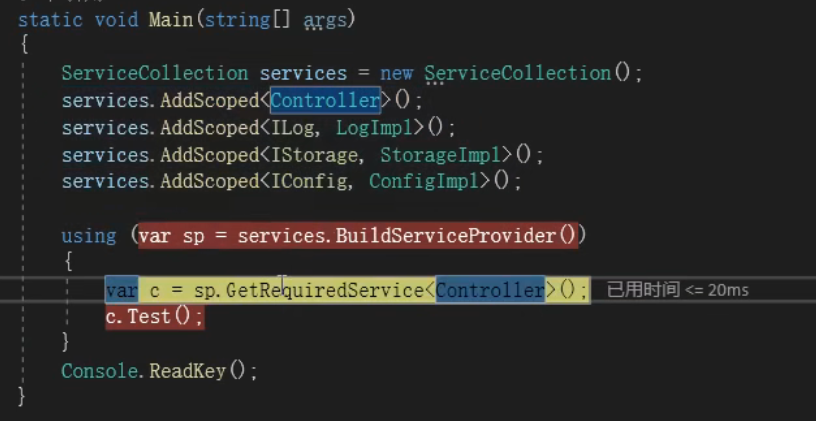 static void Main(string[] args)
{
ServiceCollection services = new ServiceCollection();
services.AddScoped<Controller>();
services.AddScoped<ILog, LogImpl>();
services.AddScoped<IStorage, StorageImpl>();
services.AddScoped<IConfig, ConfigImpl>();
using (var sp = services.BuildServiceProvider())
{
var c = sp.GetRequiredService<Controller>(); 已用时间 <= 20ms
c.Test();
}
Console.ReadKey();
}